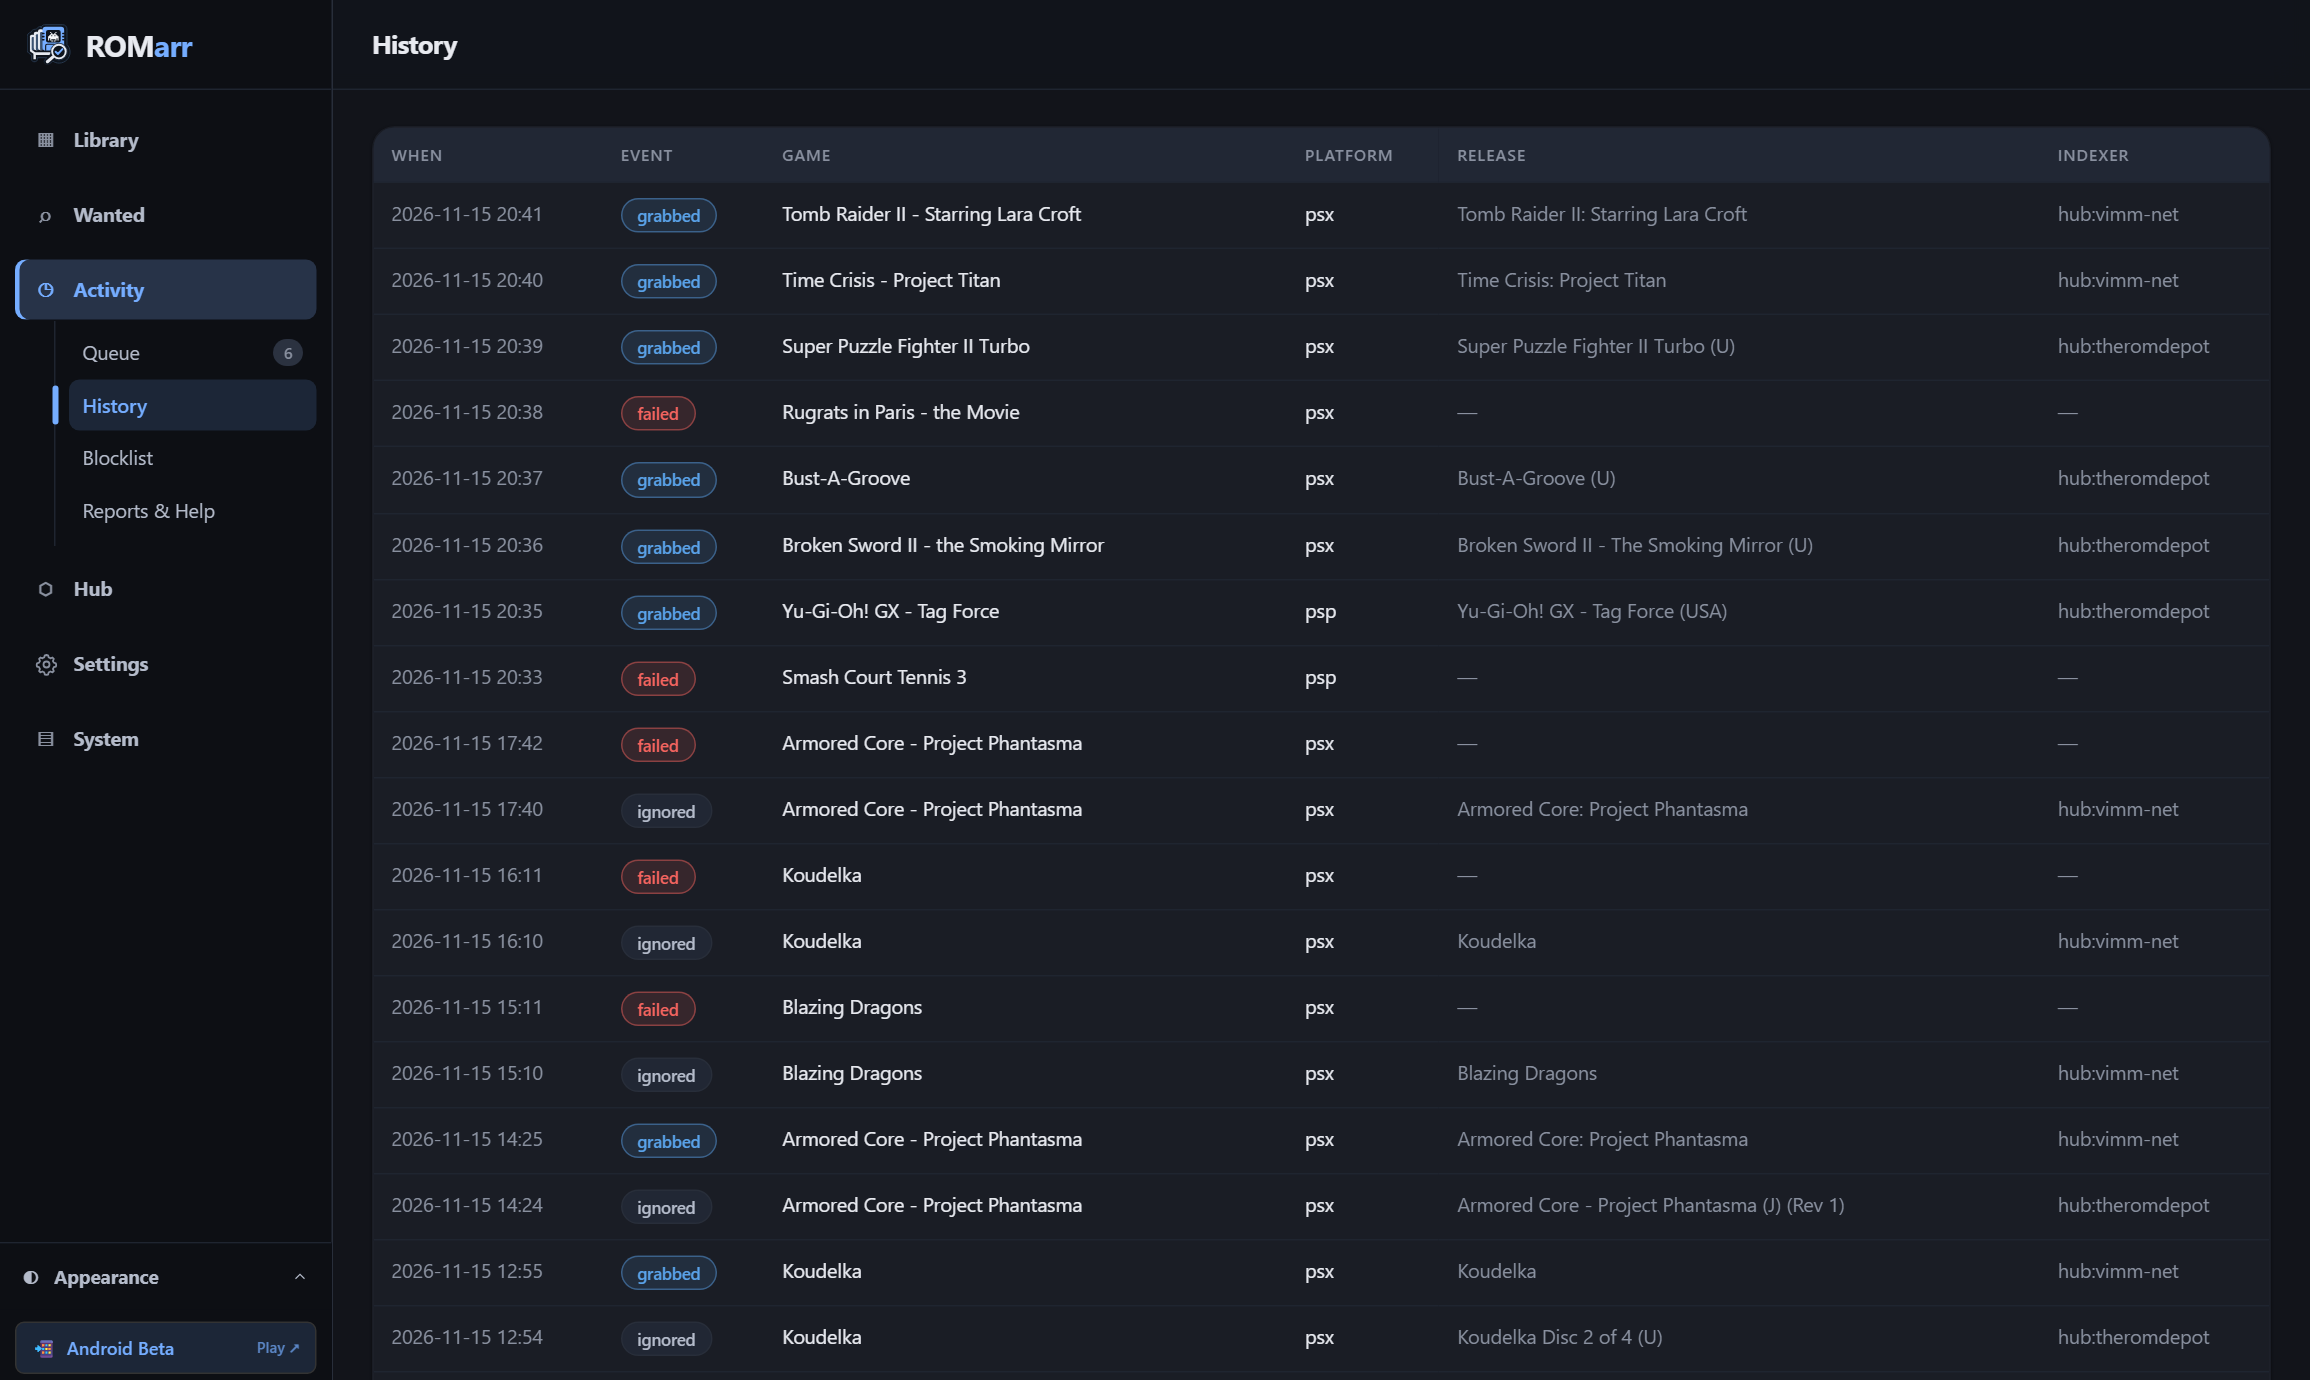 ROMarr
History
Library
Wanted
Activity
Queue 6
History
Blocklist
Reports & Help
Hub
Settings
System
Appearance
Android Beta Play ↗
WHEN EVENT GAME PLATFORM RELEASE INDEXER
2026-11-15 20:41 grabbed Tomb Raider II - Starring Lara Croft psx Tomb Raider II: Starring Lara Croft hub:vimm-net
2026-11-15 20:40 grabbed Time Crisis - Project Titan psx Time Crisis: Project Titan hub:vimm-net
2026-11-15 20:39 grabbed Super Puzzle Fighter II Turbo psx Super Puzzle Fighter II Turbo (U) hub:theromdepot
2026-11-15 20:38 failed Rugrats in Paris - the Movie psx — —
2026-11-15 20:37 grabbed Bust-A-Groove psx Bust-A-Groove (U) hub:theromdepot
2026-11-15 20:36 grabbed Broken Sword II - the Smoking Mirror psx Broken Sword II - The Smoking Mirror (U) hub:theromdepot
2026-11-15 20:35 grabbed Yu-Gi-Oh! GX - Tag Force psp Yu-Gi-Oh! GX - Tag Force (USA) hub:theromdepot
2026-11-15 20:33 failed Smash Court Tennis 3 psp — —
2026-11-15 17:42 failed Armored Core - Project Phantasma psx — —
2026-11-15 17:40 ignored Armored Core - Project Phantasma psx Armored Core: Project Phantasma hub:vimm-net
2026-11-15 16:11 failed Koudelka psx — —
2026-11-15 16:10 ignored Koudelka psx Koudelka hub:vimm-net
2026-11-15 15:11 failed Blazing Dragons psx — —
2026-11-15 15:10 ignored Blazing Dragons psx Blazing Dragons hub:vimm-net
2026-11-15 14:25 grabbed Armored Core - Project Phantasma psx Armored Core: Project Phantasma hub:vimm-net
2026-11-15 14:24 ignored Armored Core - Project Phantasma psx Armored Core - Project Phantasma (J) (Rev 1) hub:theromdepot
2026-11-15 12:55 grabbed Koudelka psx Koudelka hub:vimm-net
2026-11-15 12:54 ignored Koudelka psx Koudelka Disc 2 of 4 (U) hub:theromdepot